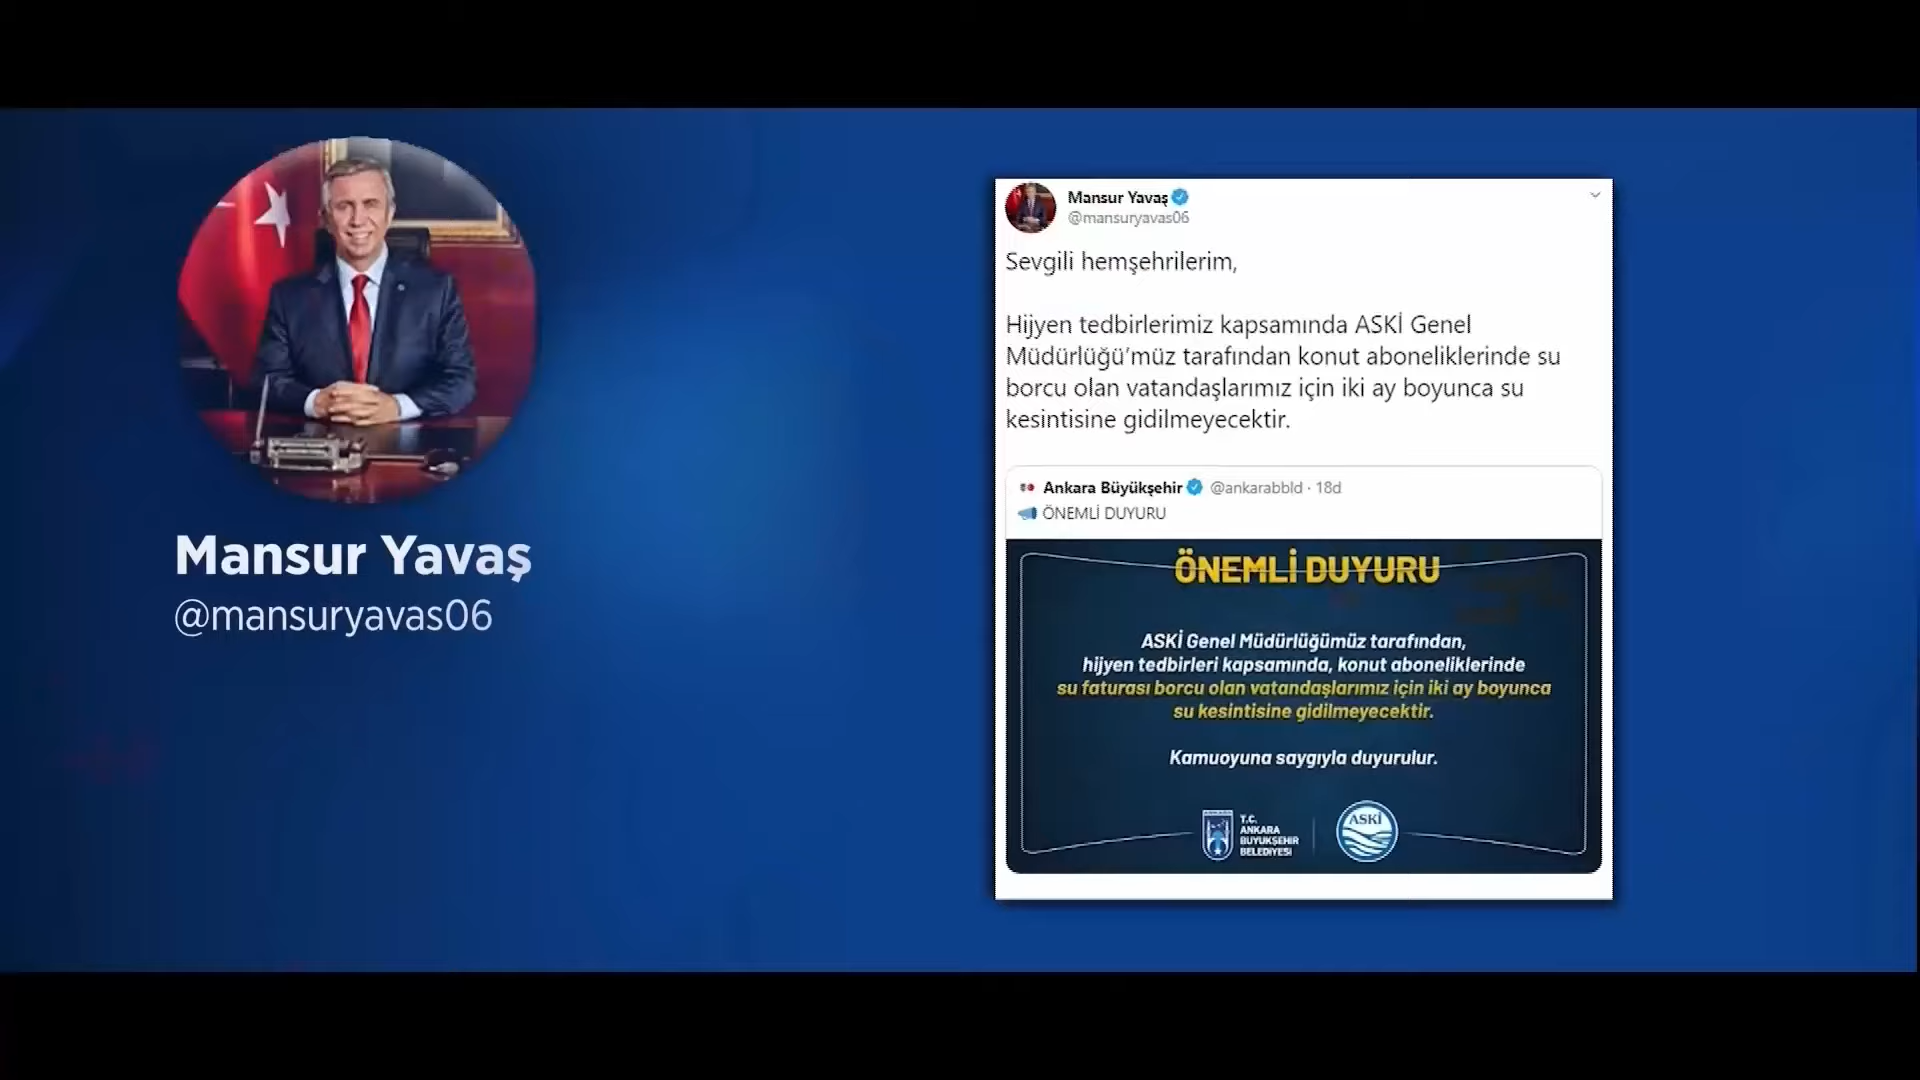 Mansur Yavaş
@mansuryavas06
Mansur Yavaş
@mansuryavas06
Sevgili hemşehrilerim,
Hijyen tedbirlerimiz kapsamında ASKİ Genel
Müdürlüğü’müz tarafından konut aboneliklerinde su
borcu olan vatandaşlarımız için iki ay boyunca su
kesintisine gidilmeyecektir.
Ankara Büyükşehir @ankarabbld · 18d
ÖNEMLİ DUYURU
ÖNEMLİ DUYURU
ASKİ Genel Müdürlüğümüz tarafından,
hijyen tedbirleri kapsamında, konut aboneliklerinde
su faturası borcu olan vatandaşlarımız için iki ay boyunca
su kesintisine gidilmeyecektir.
Kamuoyuna saygıyla duyurulur.
T.C.
ANKARA
BÜYÜKŞEHİR
BELEDİYESİ
ASKİ